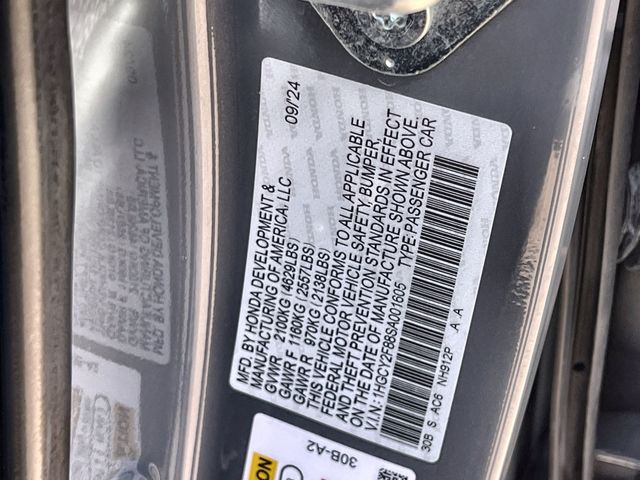 MFD. BY HONDA DEVELOPMENT &
MANUFACTURING OF AMERICA, LLC
09/'24
GVWR 2100KG (4629LBS)
GAWR F 1160KG (2557LBS)
GAWR R 970KG (2138LBS)
THIS VEHICLE CONFORMS TO ALL APPLICABLE
FEDERAL MOTOR VEHICLE SAFETY, BUMPER,
AND THEFT PREVENTION STANDARDS IN EFFECT
ON THE DATE OF MANUFACTURE SHOWN ABOVE.
V.I.N.: 1HGCY2F88SA001605 TYPE: PASSENGER CAR
30B S AC6 NH912P A A
30B-A2